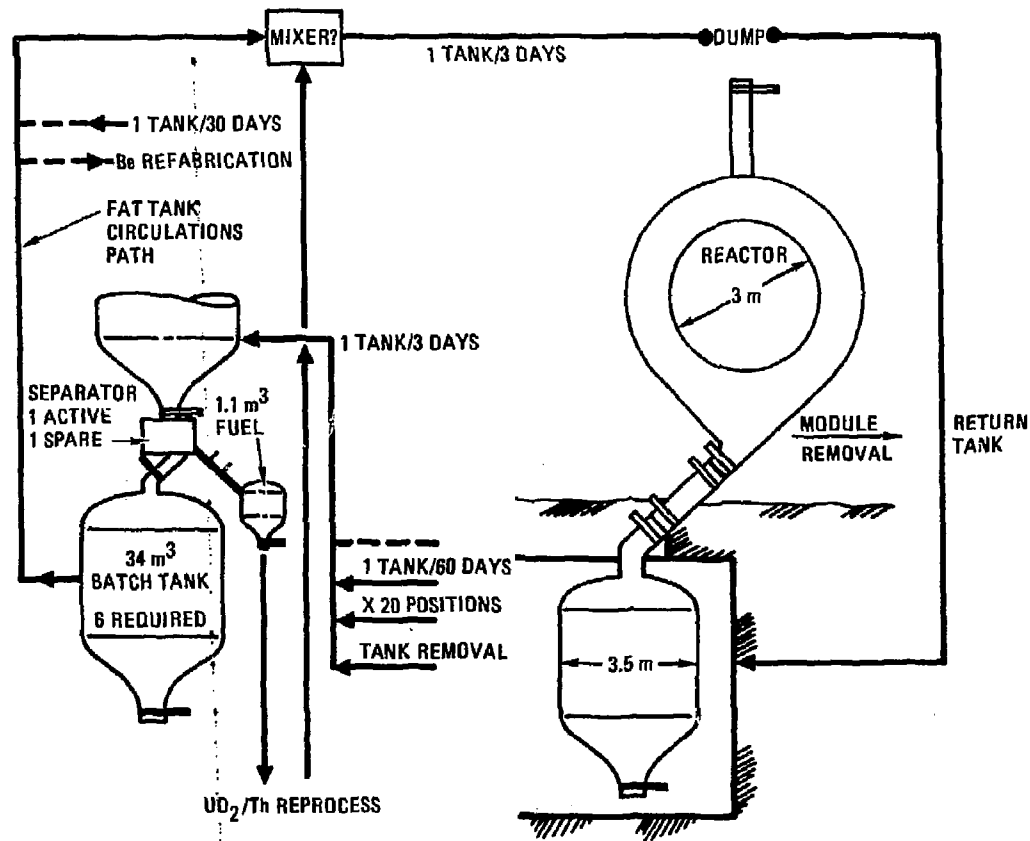 MIXER?
1 TANK/3 DAYS
DUMP
1 TANK/30 DAYS
Be REFABRICATION
FAT TANK
CIRCULATIONS
PATH
REACTOR
3 m
1 TANK/3 DAYS
SEPARATOR
1 ACTIVE
1 SPARE
1.1 m³
FUEL
MODULE
REMOVAL
RETURN
TANK
34 m³
BATCH TANK
6 REQUIRED
1 TANK/60 DAYS
X 20 POSITIONS
TANK REMOVAL
3.5 m
UO₂/Th REPROCESS